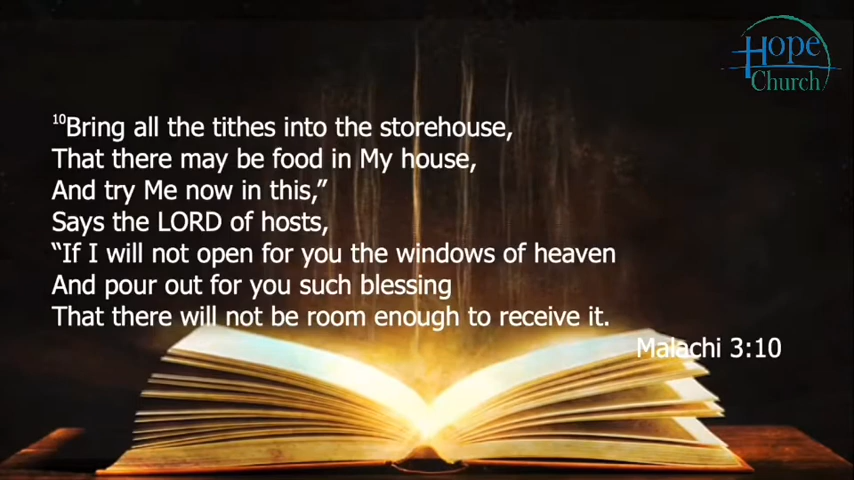 Hope
Church
¹⁰Bring all the tithes into the storehouse,
That there may be food in My house,
And try Me now in this,”
Says the LORD of hosts,
“If I will not open for you the windows of heaven
And pour out for you such blessing
That there will not be room enough to receive it.
Malachi 3:10